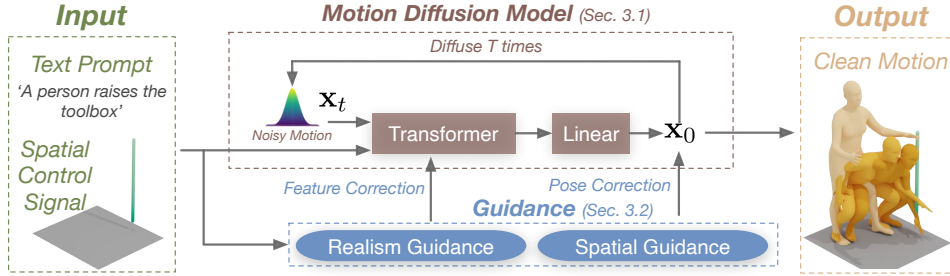 Input
Motion Diffusion Model (Sec. 3.1)
Output
Text Prompt
'A person raises the
toolbox'
Spatial
Control
Signal
Diffuse T times
Noisy Motion
x_t
Transformer
Linear
x_0
Clean Motion
Feature Correction
Pose Correction
Guidance (Sec. 3.2)
Realism Guidance
Spatial Guidance